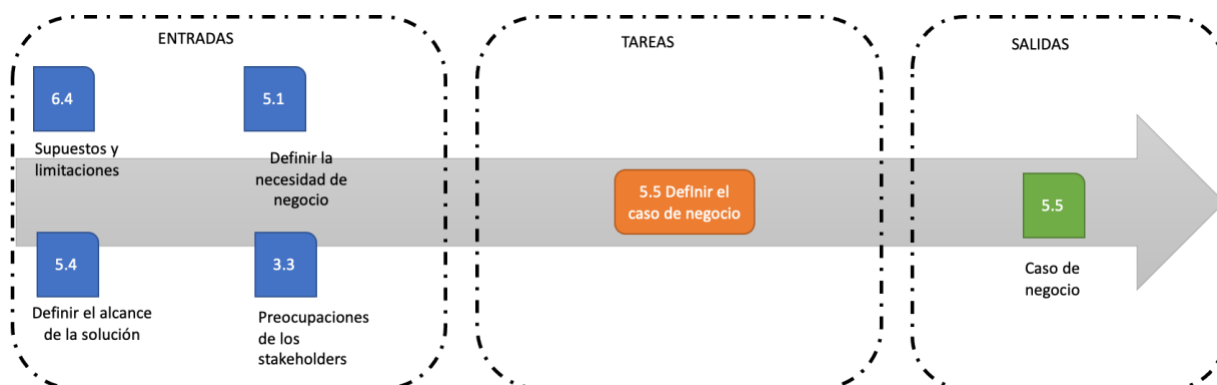 ENTRADAS
6.4
Supuestos y
limitaciones
5.1
Definir la
necesidad de
negocio
5.4
Definir el alcance
de la solución
3.3
Preocupaciones
de los
stakeholders
TAREAS
5.5 Definir el
caso de negocio
SALIDAS
5.5
Caso de
negocio